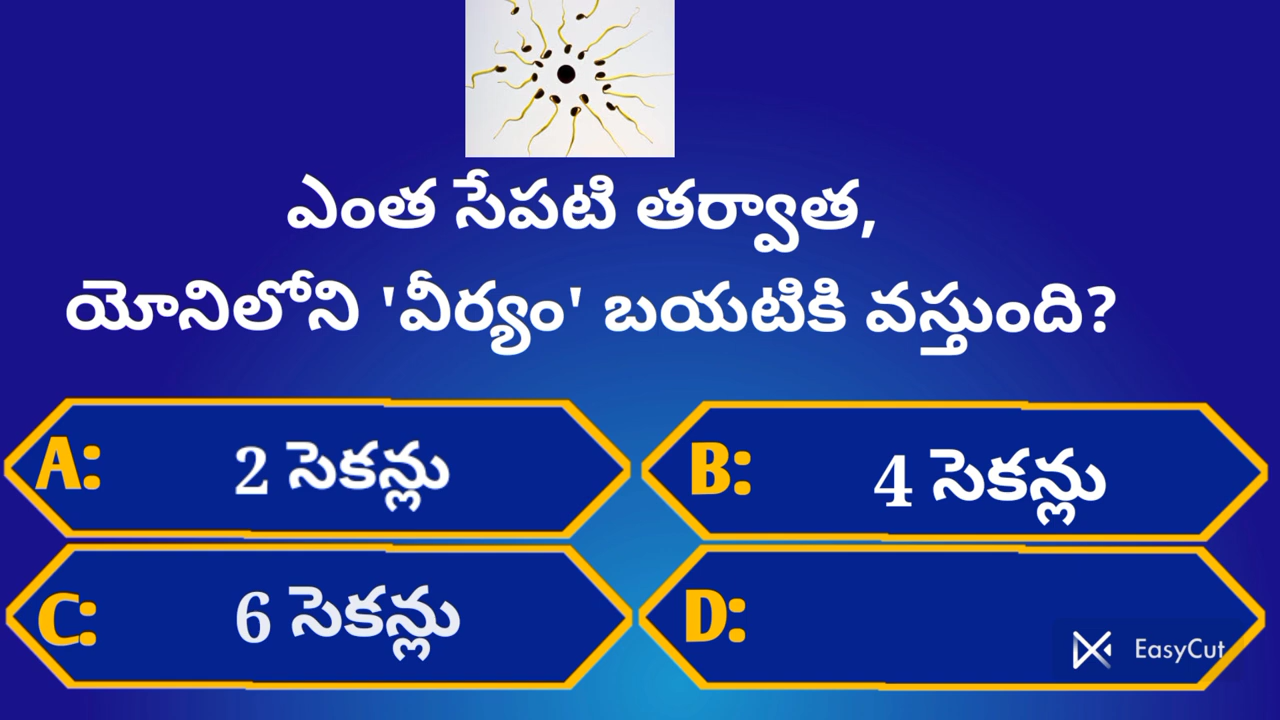 ఎంత సేపటి తర్వాత,
యోనిలోని 'వీర్యం' బయటికి వస్తుంది?
A: 2 సెకన్లు
B: 4 సెకన్లు
C: 6 సెకన్లు
D:
EasyCut